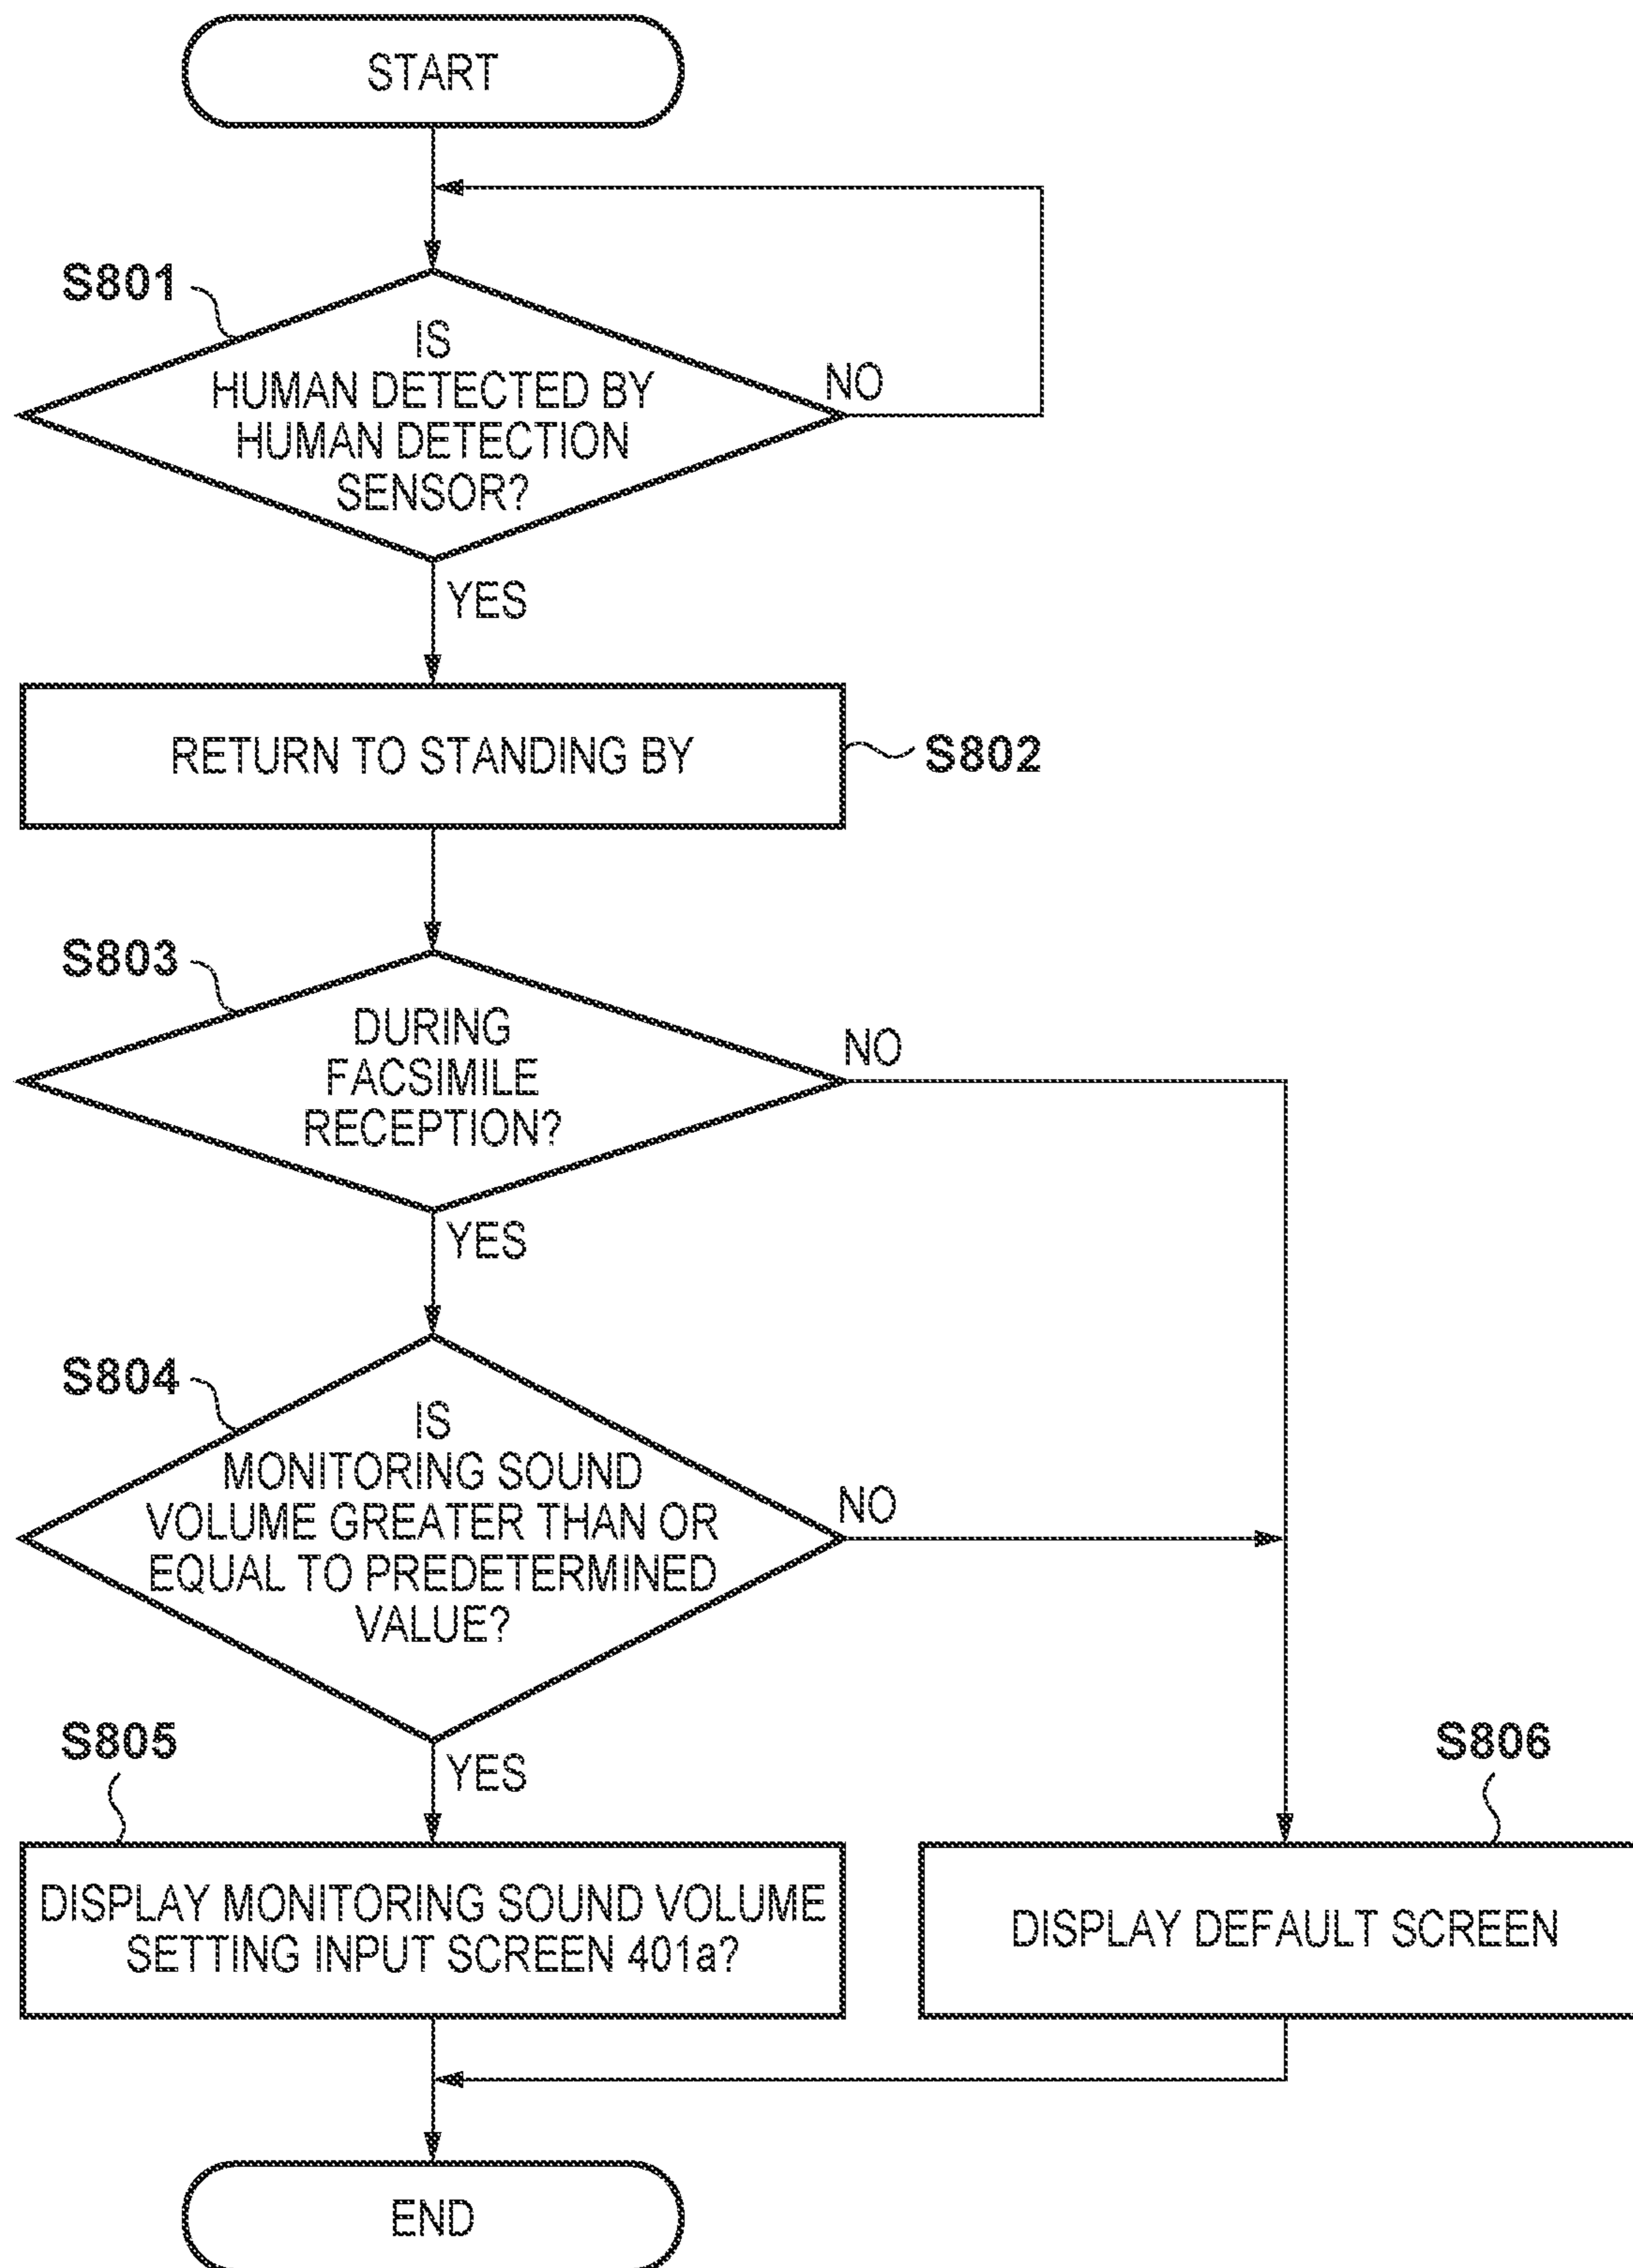 START
S801
IS
HUMAN DETECTED BY
HUMAN DETECTION
SENSOR?
NO
YES
RETURN TO STANDING BY
S802
S803
DURING
FACSIMILE
RECEPTION?
NO
YES
S804
IS
MONITORING SOUND
VOLUME GREATER THAN OR
EQUAL TO PREDETERMINED
VALUE?
NO
YES
S805
DISPLAY MONITORING SOUND VOLUME
SETTING INPUT SCREEN 401a?
S806
DISPLAY DEFAULT SCREEN
END